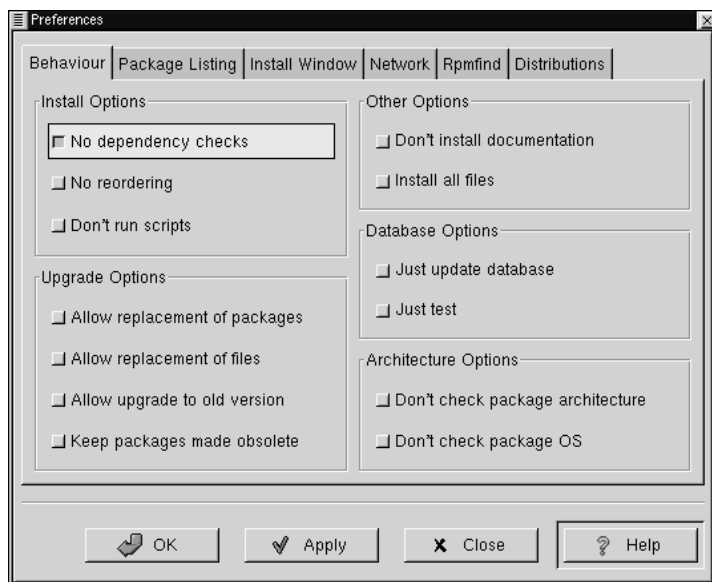 Preferences
Behaviour Package Listing Install Window Network Rpmfind Distributions
Install Options
No dependency checks
No reordering
Don't run scripts
Upgrade Options
Allow replacement of packages
Allow replacement of files
Allow upgrade to old version
Keep packages made obsolete
Other Options
Don't install documentation
Install all files
Database Options
Just update database
Just test
Architecture Options
Don't check package architecture
Don't check package OS
OK Apply Close Help